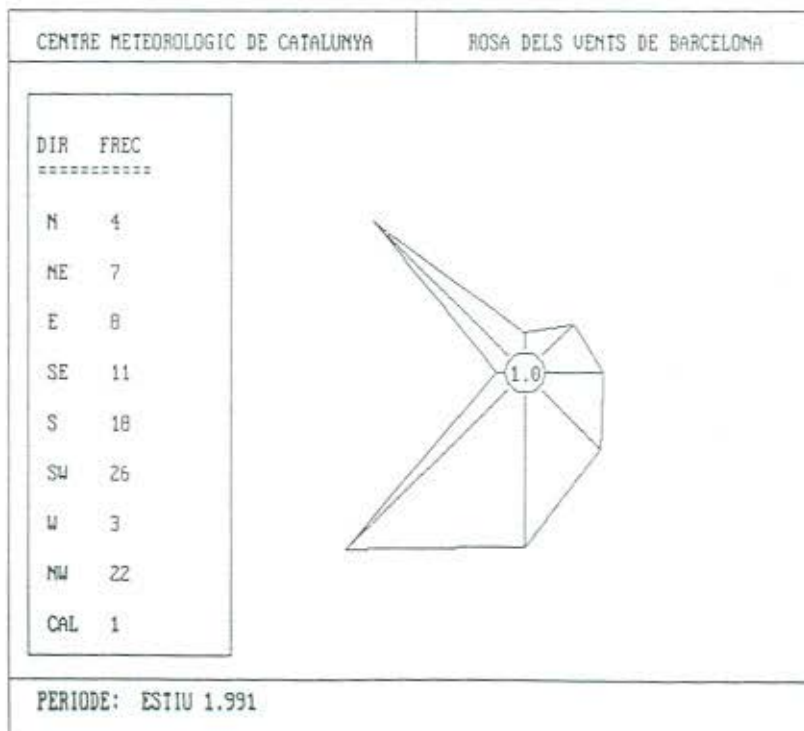 CENTRE METEOROLOGIC DE CATALUNYA
ROSA DELS VENTS DE BARCELONA
DIR FREC
===========
N 4
NE 7
E 8
SE 11
S 18
SW 26
W 3
NW 22
CAL 1
1.0
PERIODE: ESTIU 1.991